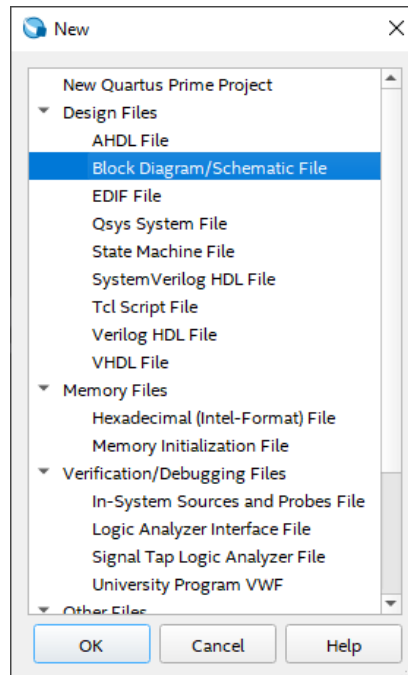 New
New Quartus Prime Project
Design Files
AHDL File
Block Diagram/Schematic File
EDIF File
Qsys System File
State Machine File
SystemVerilog HDL File
Tcl Script File
Verilog HDL File
VHDL File
Memory Files
Hexadecimal (Intel-Format) File
Memory Initialization File
Verification/Debugging Files
In-System Sources and Probes File
Logic Analyzer Interface File
Signal Tap Logic Analyzer File
University Program VWF
Other Files
OK Cancel Help